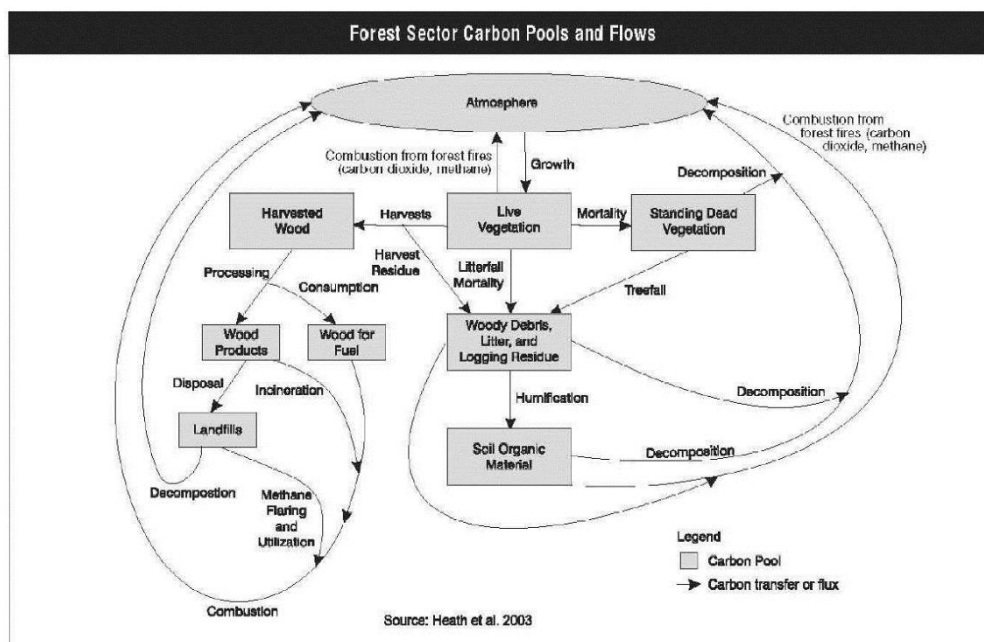 Forest Sector Carbon Pools and Flows
Atmosphere
Combustion from forest fires
(carbon dioxide, methane)
Growth
Combustion from
forest fires (carbon
dioxide, methane)
Decomposition
Harvested
Wood
Harvests
Live
Vegetation
Mortality
Standing Dead
Vegetation
Harvest
Residue
Litterfall
Mortality
Treefall
Processing
Consumption
Wood
Products
Wood for
Fuel
Woody Debris,
Litter, and
Logging Residue
Disposal
Incineration
Humification
Decomposition
Landfills
Soil Organic
Material
Decomposition
Decompostion
Methane
Flaring
and
Utilization
Combustion
Legend
Carbon Pool
Carbon transfer or flux
Source: Heath et al. 2003